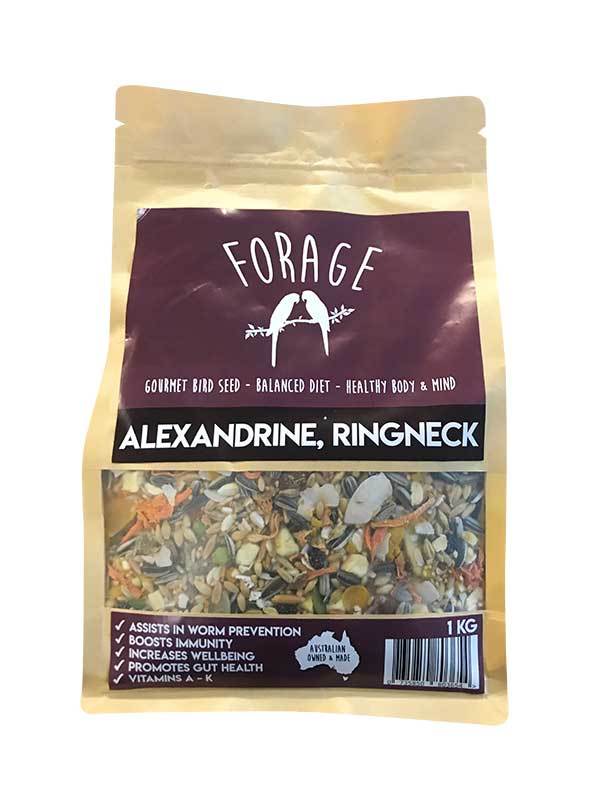 FORAGE
GOURMET BIRD SEED - BALANCED DIET - HEALTHY BODY & MIND
ALEXANDRINE, RINGNECK
✓ ASSISTS IN WORM PREVENTION
✓ BOOSTS IMMUNITY
✓ INCREASES WELLBEING
✓ PROMOTES GUT HEALTH
✓ VITAMINS A - K
AUSTRALIAN
OWNED & MADE
1 KG